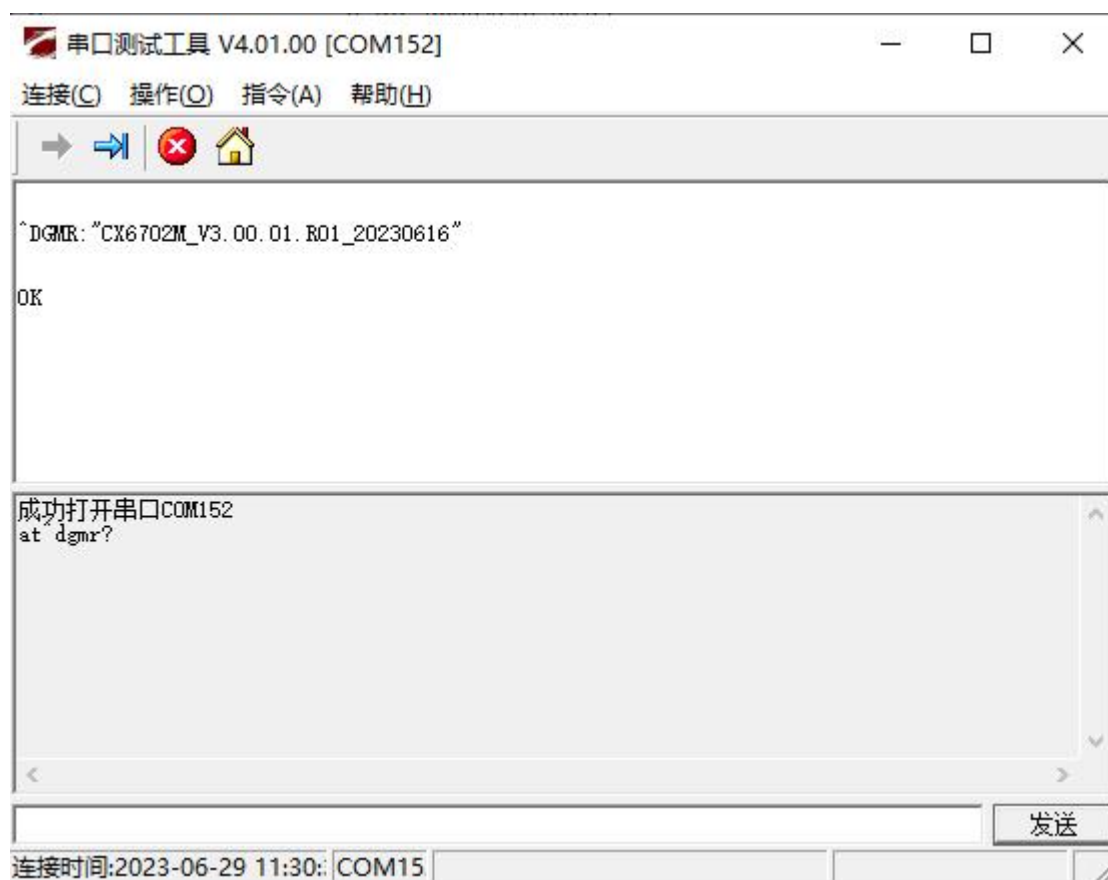 串口测试工具 V4.01.00 [COM152]
连接(C) 操作(O) 指令(A) 帮助(H)
^DGMR:"CX6702M_V3.00.01.R01_20230616"
OK
成功打开串口COM152
at^dgmr?
发送
连接时间:2023-06-29 11:30: COM15